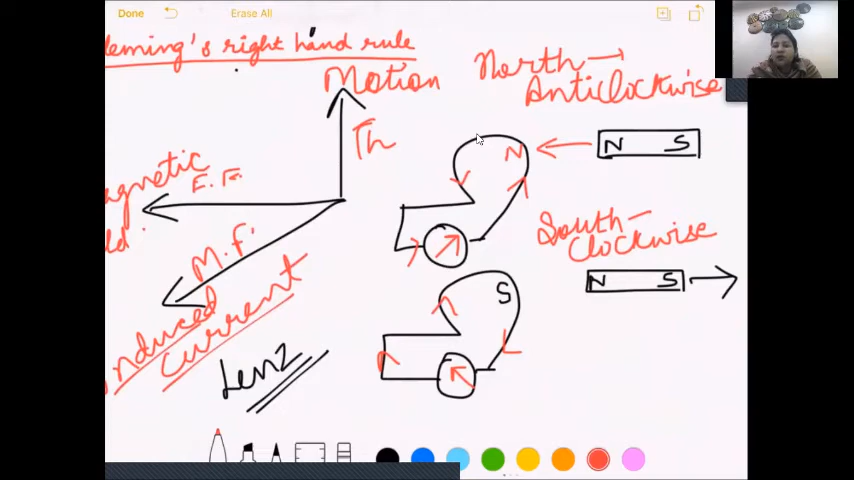 Done
Erase All
leming's right hand rule
Motion
North →
Anticlockwise
Th
N
N S
agnetic
F.F.
ld.
M.F.
South -
Clockwise
N S
S
nduced
current
Lenz